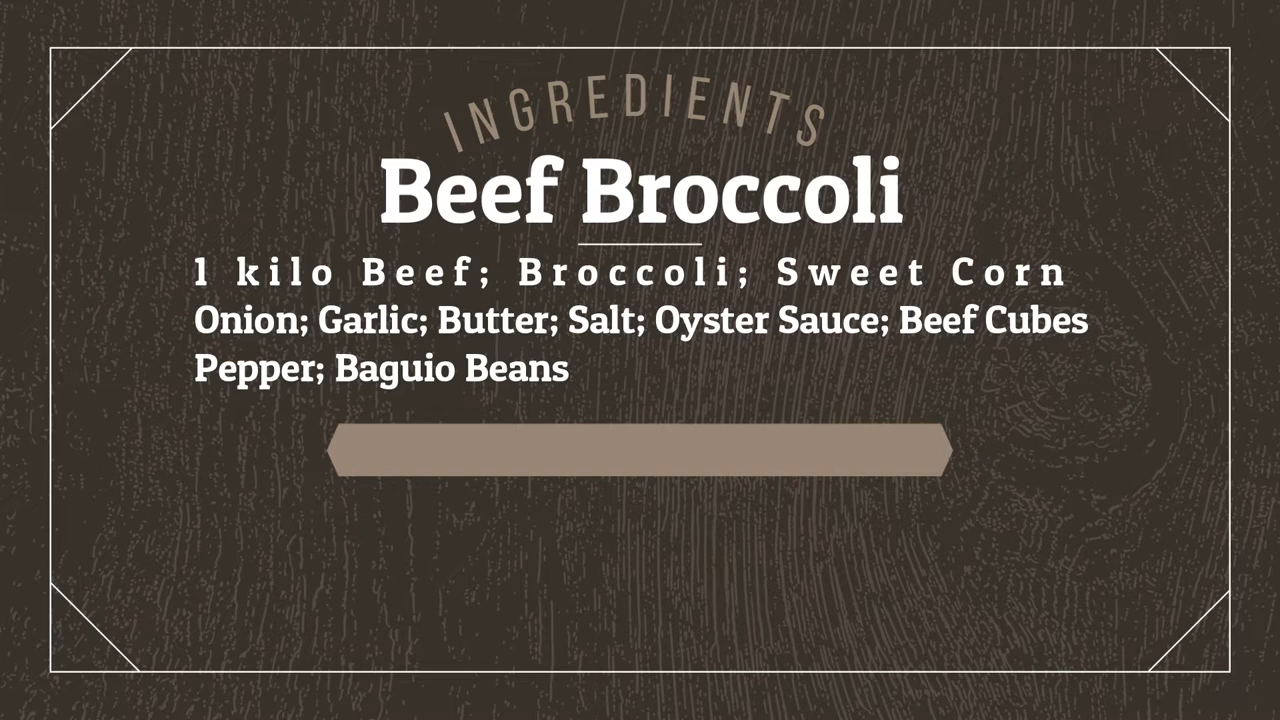 INGREDIENTS
Beef Broccoli
1 kilo Beef; Broccoli; Sweet Corn
Onion; Garlic; Butter; Salt; Oyster Sauce; Beef Cubes
Pepper; Baguio Beans